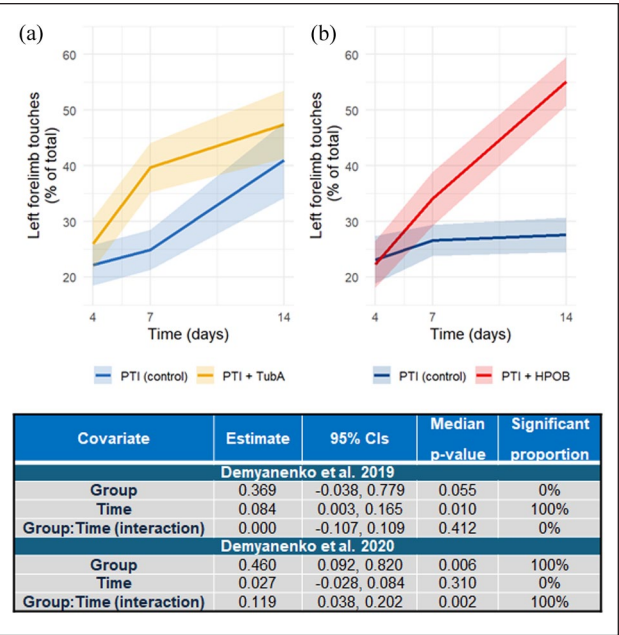 (a)
(b)
60
50
40
30
20
Left forelimb touches
(% of total)
4
7
14
Time (days)
60
50
40
30
20
Left forelimb touches
(% of total)
4
7
14
Time (days)
PTI (control) PTI + TubA
PTI (control) PTI + HPOB
Covariate Estimate 95% CIs Median p-value Significant proportion
Demyanenko et al. 2019
Group 0.369 -0.038, 0.779 0.055 0%
Time 0.084 0.003, 0.165 0.010 100%
Group:Time (interaction) 0.000 -0.107, 0.109 0.412 0%
Demyanenko et al. 2020
Group 0.460 0.092, 0.820 0.006 100%
Time 0.027 -0.028, 0.084 0.310 0%
Group:Time (interaction) 0.119 0.038, 0.202 0.002 100%